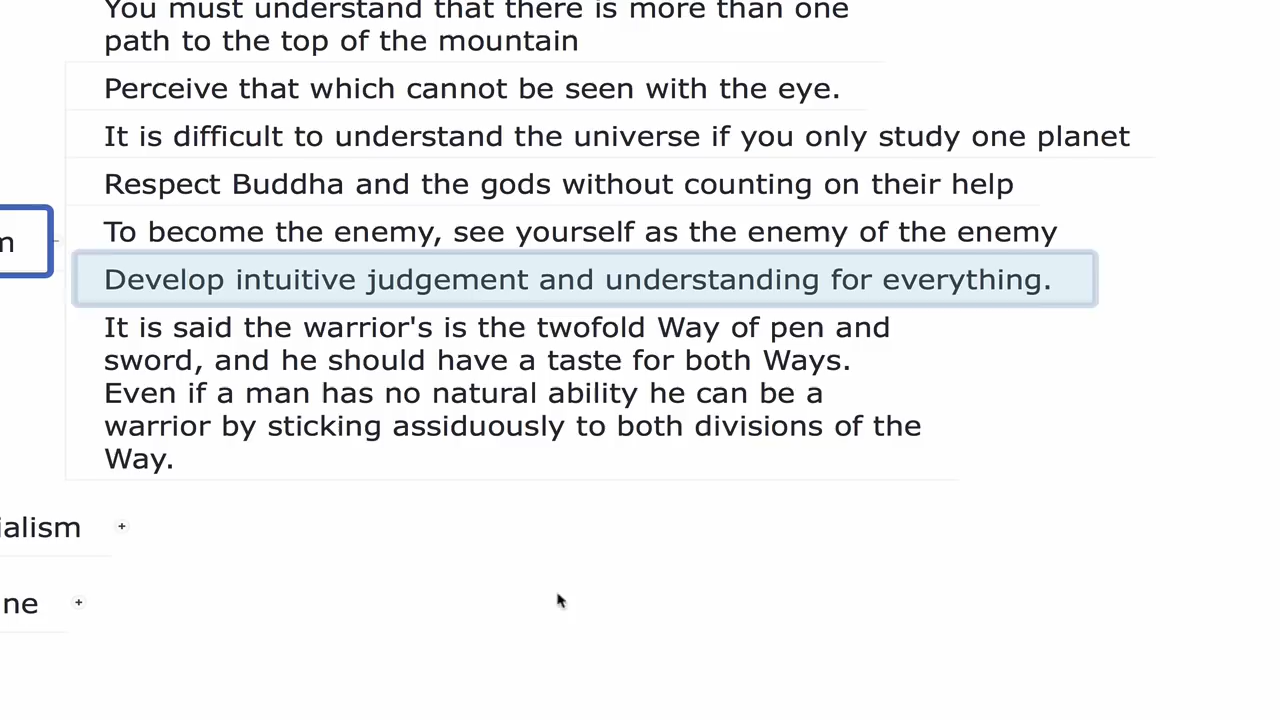 You must understand that there is more than one
path to the top of the mountain
Perceive that which cannot be seen with the eye.
It is difficult to understand the universe if you only study one planet
Respect Buddha and the gods without counting on their help
m
To become the enemy, see yourself as the enemy of the enemy
Develop intuitive judgement and understanding for everything.
It is said the warrior's is the twofold Way of pen and
sword, and he should have a taste for both Ways.
Even if a man has no natural ability he can be a
warrior by sticking assiduously to both divisions of the
Way.
ialism +
ne +